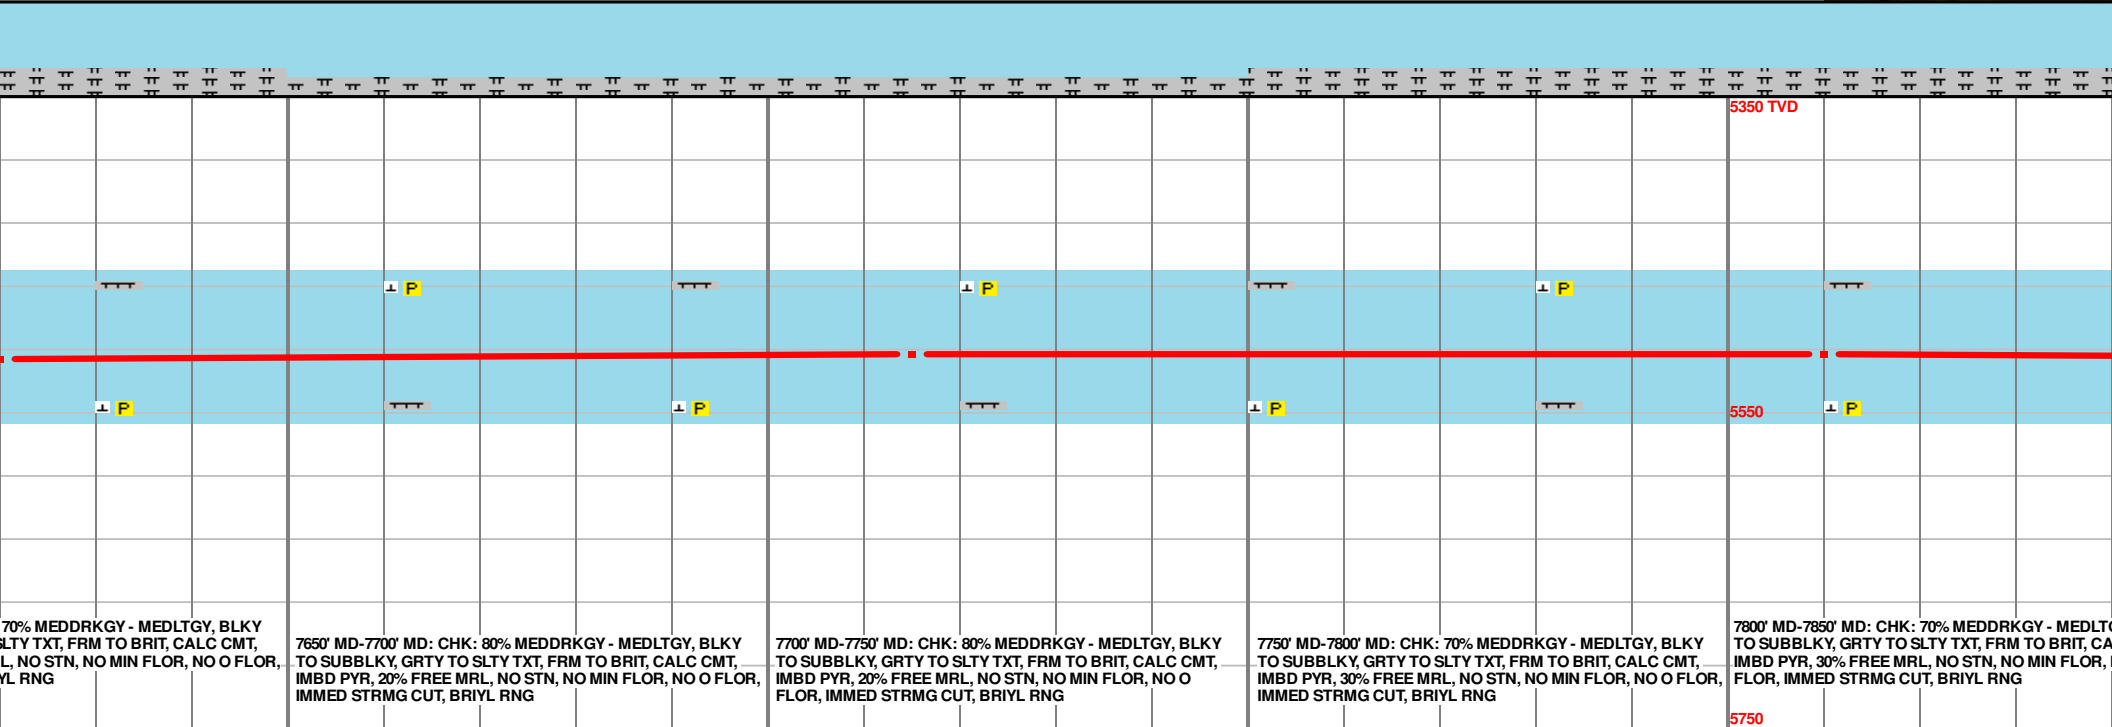 5350 TVD
P
P
P
P
P
P
P
5550
70% MEDDRKGY - MEDLTGY, BLKY
SLTY TXT, FRM TO BRIT, CALC CMT,
L, NO STN, NO MIN FLOR, NO O FLOR,
YL RNG
7650' MD-7700' MD: CHK: 80% MEDDRKGY - MEDLTGY, BLKY
TO SUBBLKY, GRTY TO SLTY TXT, FRM TO BRIT, CALC CMT,
IMBD PYR, 20% FREE MRL, NO STN, NO MIN FLOR, NO O FLOR,
IMMED STRMG CUT, BRIYL RNG
7700' MD-7750' MD: CHK: 80% MEDDRKGY - MEDLTGY, BLKY
TO SUBBLKY, GRTY TO SLTY TXT, FRM TO BRIT, CALC CMT,
IMBD PYR, 20% FREE MRL, NO STN, NO MIN FLOR, NO O
FLOR, IMMED STRMG CUT, BRIYL RNG
7750' MD-7800' MD: CHK: 70% MEDDRKGY - MEDLTGY, BLKY
TO SUBBLKY, GRTY TO SLTY TXT, FRM TO BRIT, CALC CMT,
IMBD PYR, 30% FREE MRL, NO STN, NO MIN FLOR, NO O FLOR,
IMMED STRMG CUT, BRIYL RNG
7800' MD-7850' MD: CHK: 70% MEDDRKGY - MEDLTG
TO SUBBLKY, GRTY TO SLTY TXT, FRM TO BRIT, CA
IMBD PYR, 30% FREE MRL, NO STN, NO MIN FLOR,
FLOR, IMMED STRMG CUT, BRIYL RNG
5750